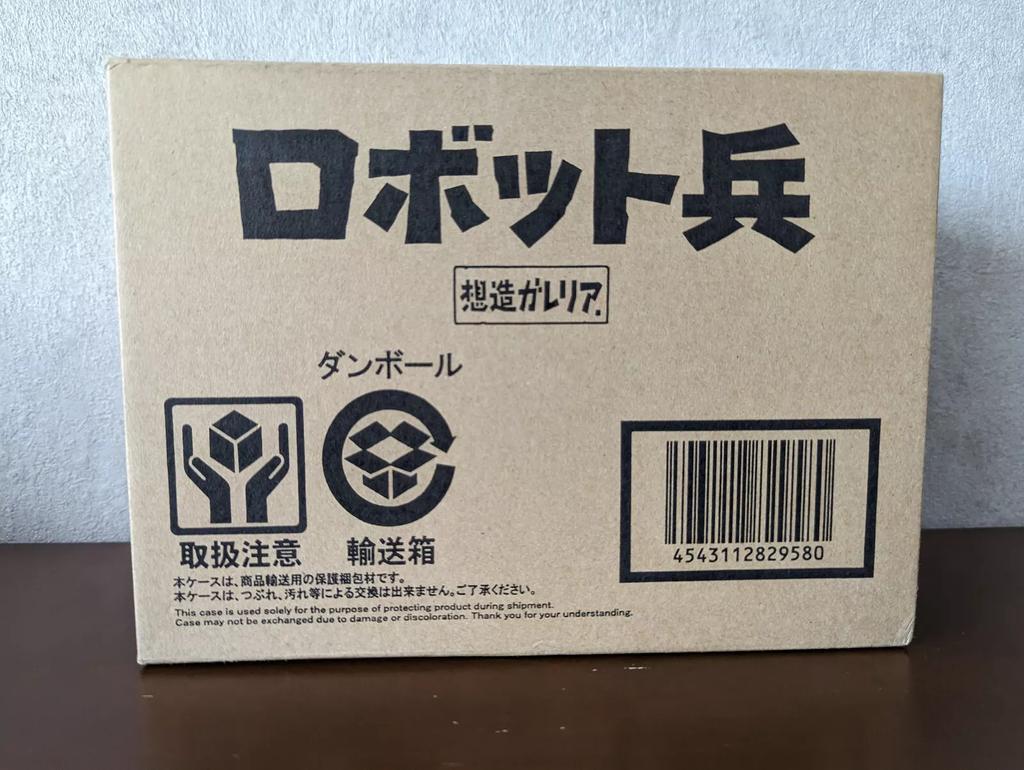 ロボット兵
想造ガレリア.
ダンボール
取扱注意 輸送箱
4543112829580
本ケースは、商品輸送用の保護梱包材です。
本ケースは、つぶれ、汚れ等による交換は出来ません。ご了承ください。
This case is used solely for the purpose of protecting product during shipment.
Case may not be exchanged due to damage or discoloration. Thank you for your understanding.